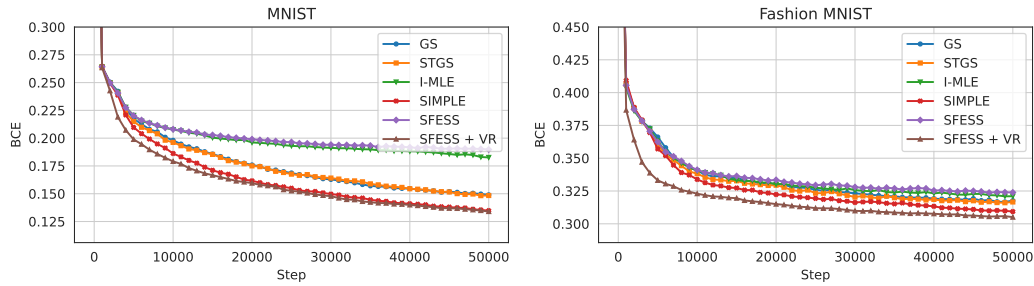 MNIST
0.300
0.275
0.250
0.225
0.200
0.175
0.150
0.125
BCE
0
10000
20000
30000
40000
50000
Step
GS
STGS
I-MLE
SIMPLE
SFESS
SFESS + VR
Fashion MNIST
0.450
0.425
0.400
0.375
0.350
0.325
0.300
BCE
0
10000
20000
30000
40000
50000
Step
GS
STGS
I-MLE
SIMPLE
SFESS
SFESS + VR